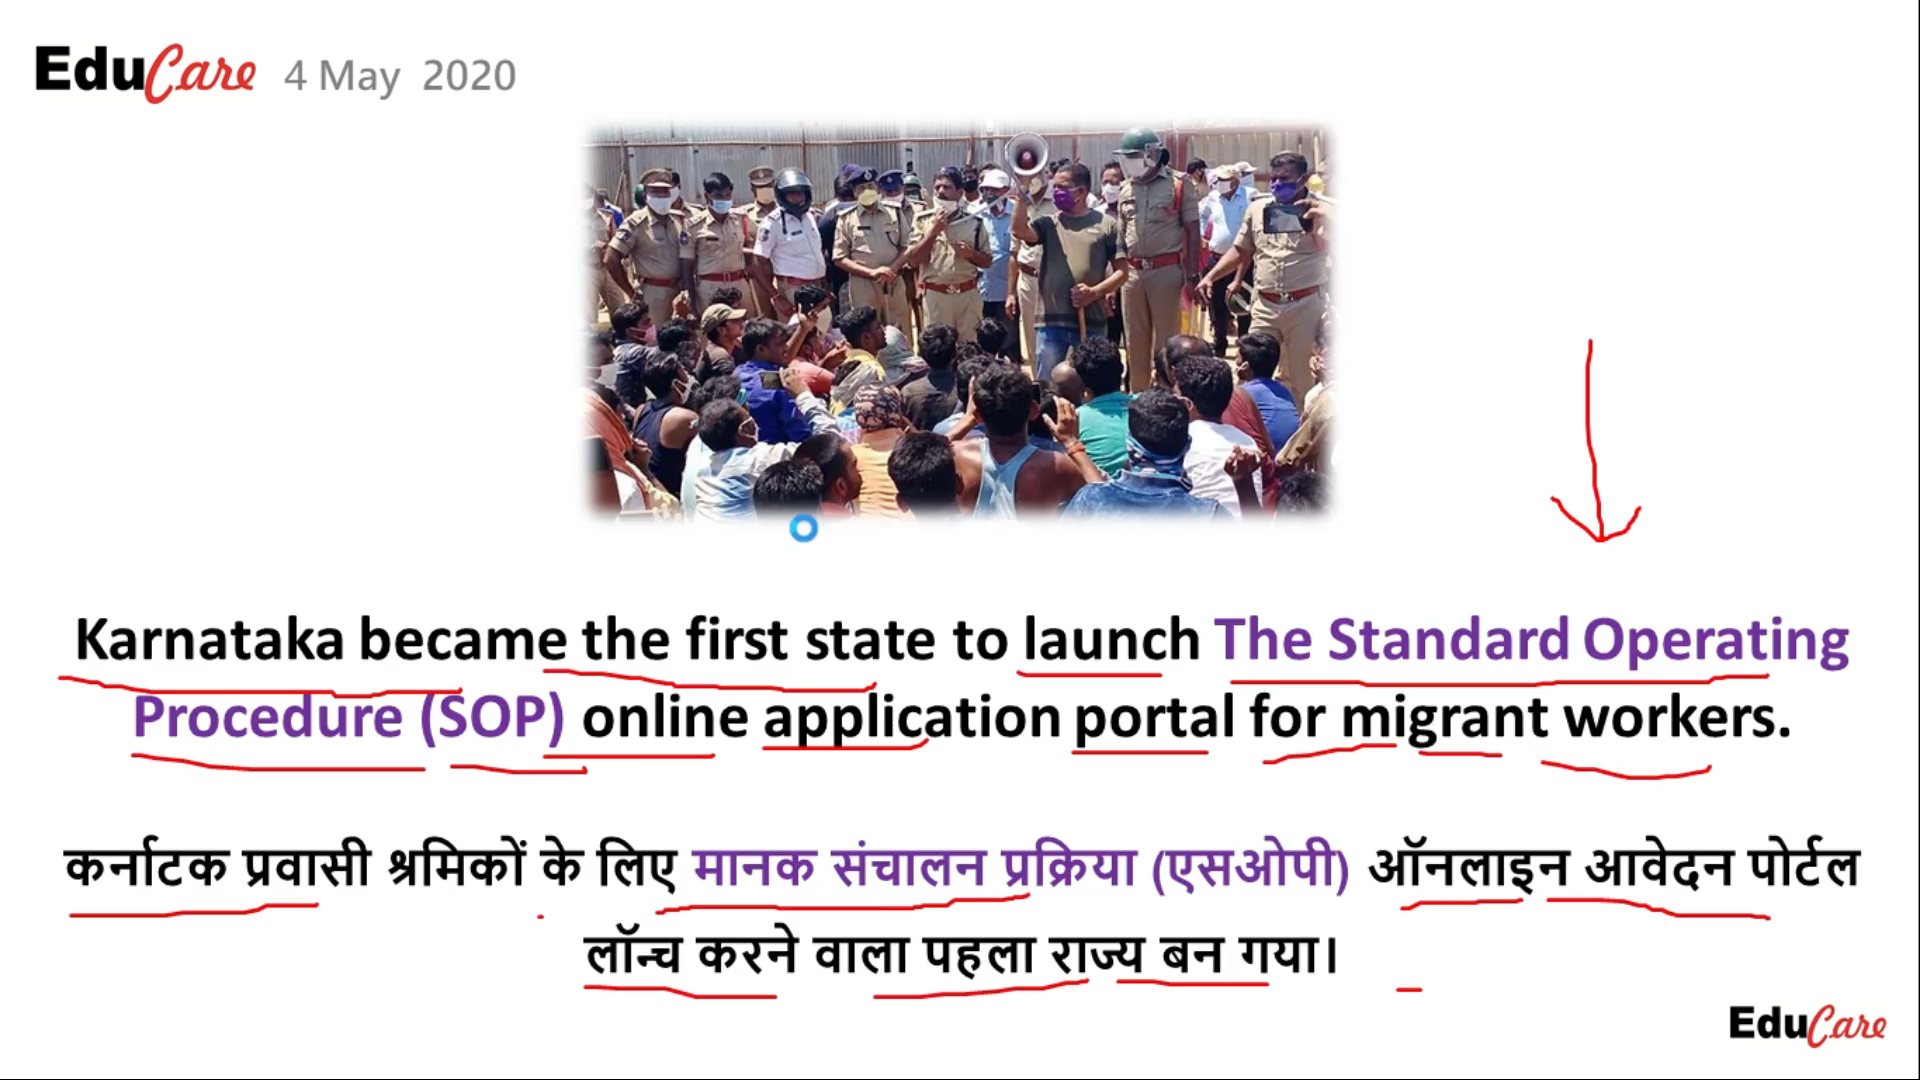 EduCare 4 May 2020
Karnataka became the first state to launch The Standard Operating
Procedure (SOP) online application portal for migrant workers.
कर्नाटक प्रवासी श्रमिकों के लिए मानक संचालन प्रक्रिया (एसओपी) ऑनलाइन आवेदन पोर्टल
लॉन्च करने वाला पहला राज्य बन गया।
EduCare